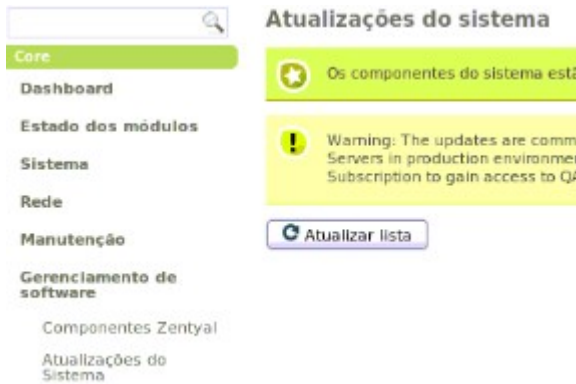 Core
Dashboard
Estado dos módulos
Sistema
Rede
Manutenção
Gerenciamento de
software
Componentes Zentyal
Atualizações do
Sistema
Atualizações do sistema
Os componentes do sistema est
Warning: The updates are comm
Servers in production environme
Subscription to gain access to QA
Atualizar lista